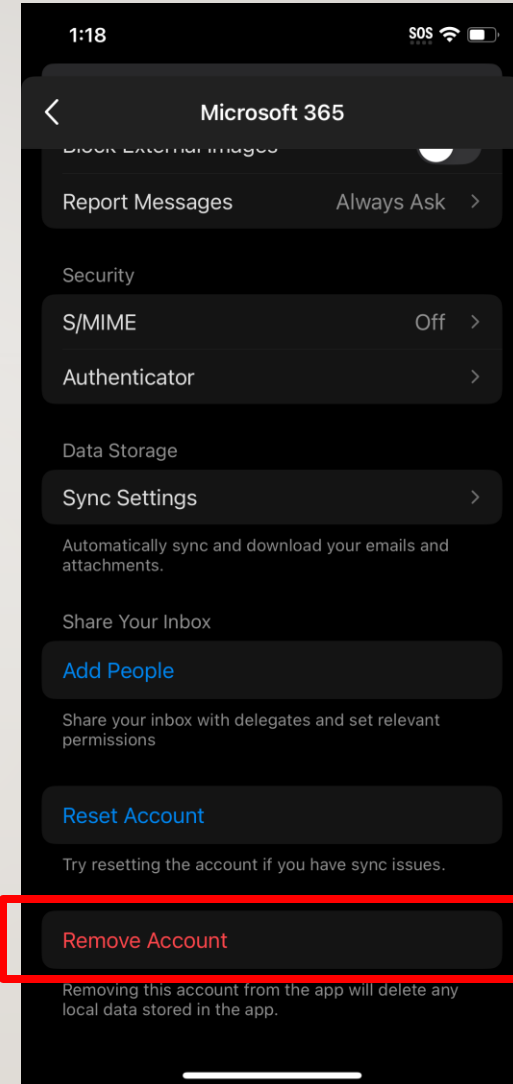 1:18
SOS
Microsoft 365
Block External Images
Report Messages Always Ask
Security
S/MIME Off
Authenticator
Data Storage
Sync Settings
Automatically sync and download your emails and
attachments.
Share Your Inbox
Add People
Share your inbox with delegates and set relevant
permissions
Reset Account
Try resetting the account if you have sync issues.
Remove Account
Removing this account from the app will delete any
local data stored in the app.